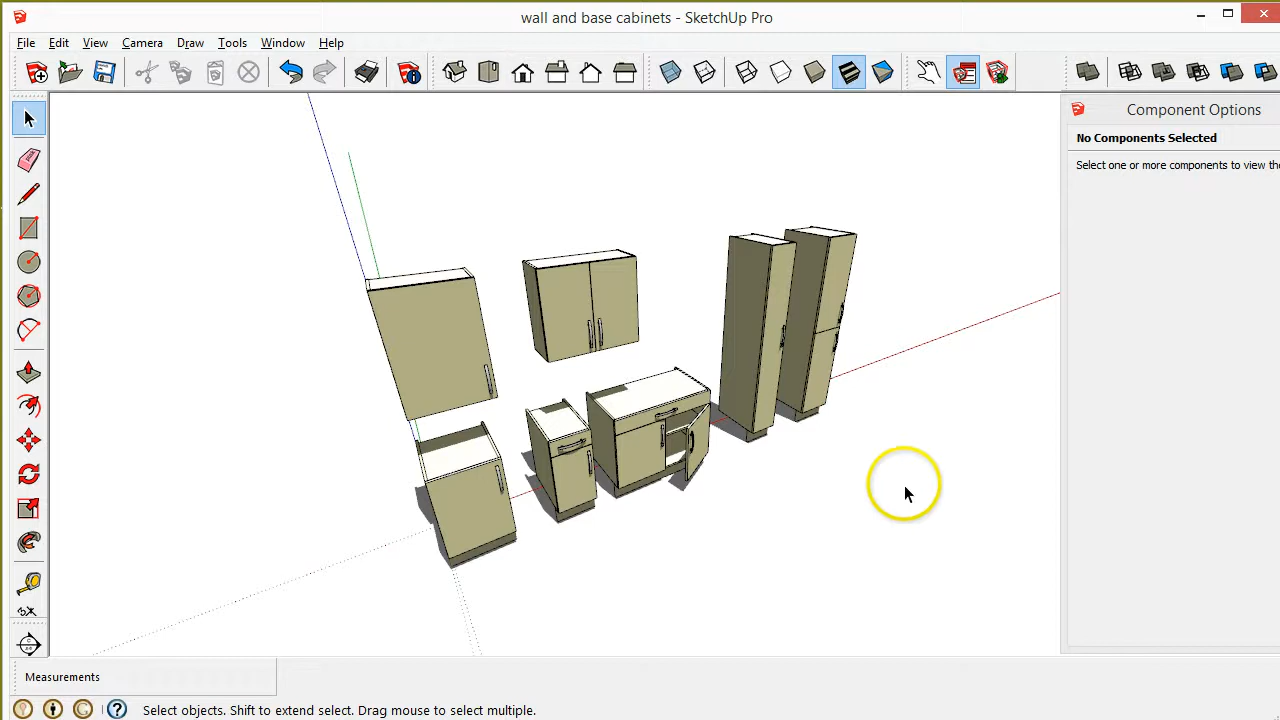 wall and base cabinets - SketchUp Pro
File Edit View Camera Draw Tools Window Help
Component Options
No Components Selected
Select one or more components to view the
Measurements
Select objects. Shift to extend select. Drag mouse to select multiple.